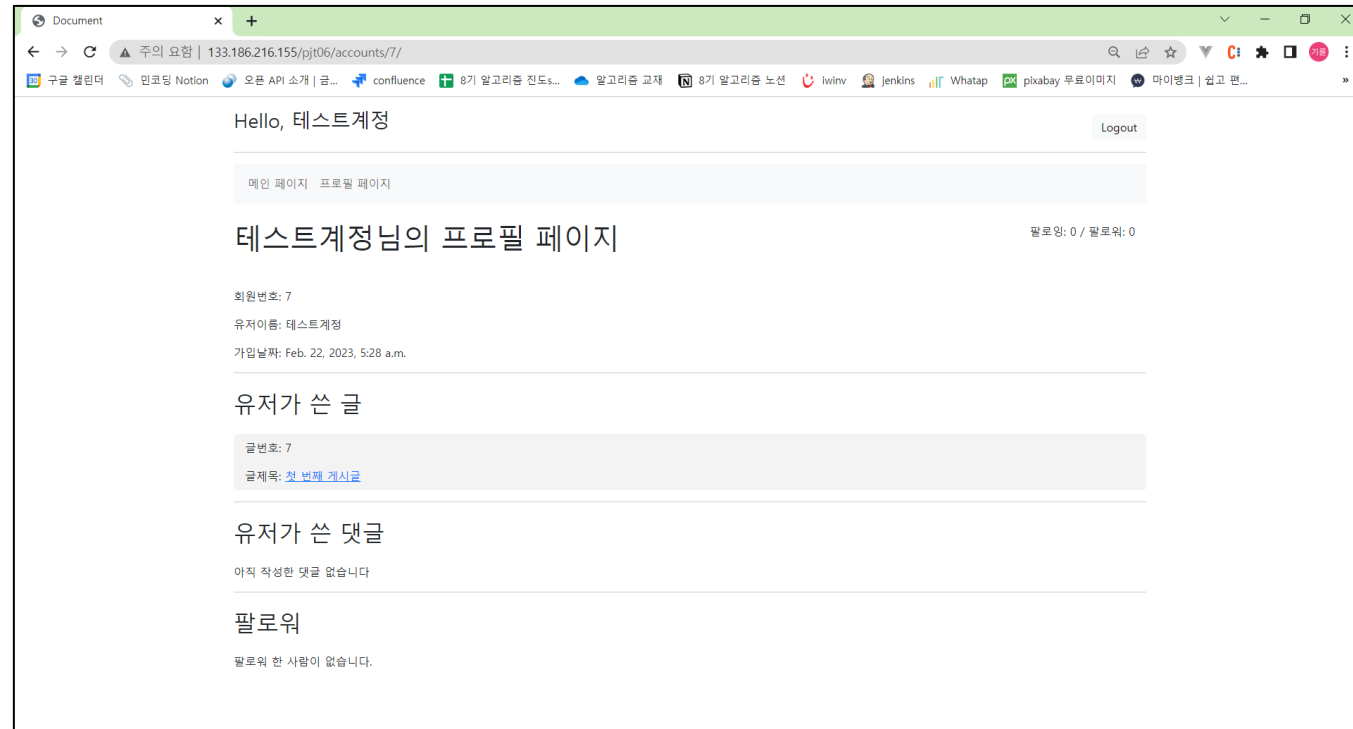 Document
주의 요함 | 133.186.216.155/pjt06/accounts/7/
기륜
30 구글 캘린더 민코딩 Notion 오픈 API 소개 | 금... confluence 8기 알고리즘 진도s... 알고리즘 교재 8기 알고리즘 노션 iwinv jenkins Whatap px pixabay 무료이미지 마이뱅크 | 쉽고 편... »
Hello, 테스트계정
Logout
메인 페이지 프로필 페이지
테스트계정님의 프로필 페이지
팔로잉: 0 / 팔로워: 0
회원번호: 7
유저이름: 테스트계정
가입날짜: Feb. 22, 2023, 5:28 a.m.
유저가 쓴 글
글번호: 7
글제목: 첫 번째 게시글
유저가 쓴 댓글
아직 작성한 댓글 없습니다
팔로워
팔로워 한 사람이 없습니다.